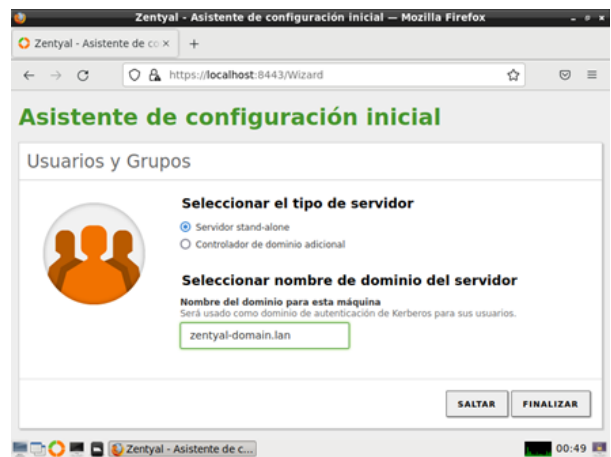 Zentyal - Asistente de configuración inicial — Mozilla Firefox
Zentyal - Asistente de co
https://localhost:8443/Wizard
Asistente de configuración inicial
Usuarios y Grupos
Seleccionar el tipo de servidor
Servidor stand-alone
Controlador de dominio adicional
Seleccionar nombre de dominio del servidor
Nombre del dominio para esta máquina
Será usado como dominio de autenticación de Kerberos para sus usuarios.
zentyal-domain.lan
SALTAR FINALIZAR
Zentyal - Asistente de c... 00:49